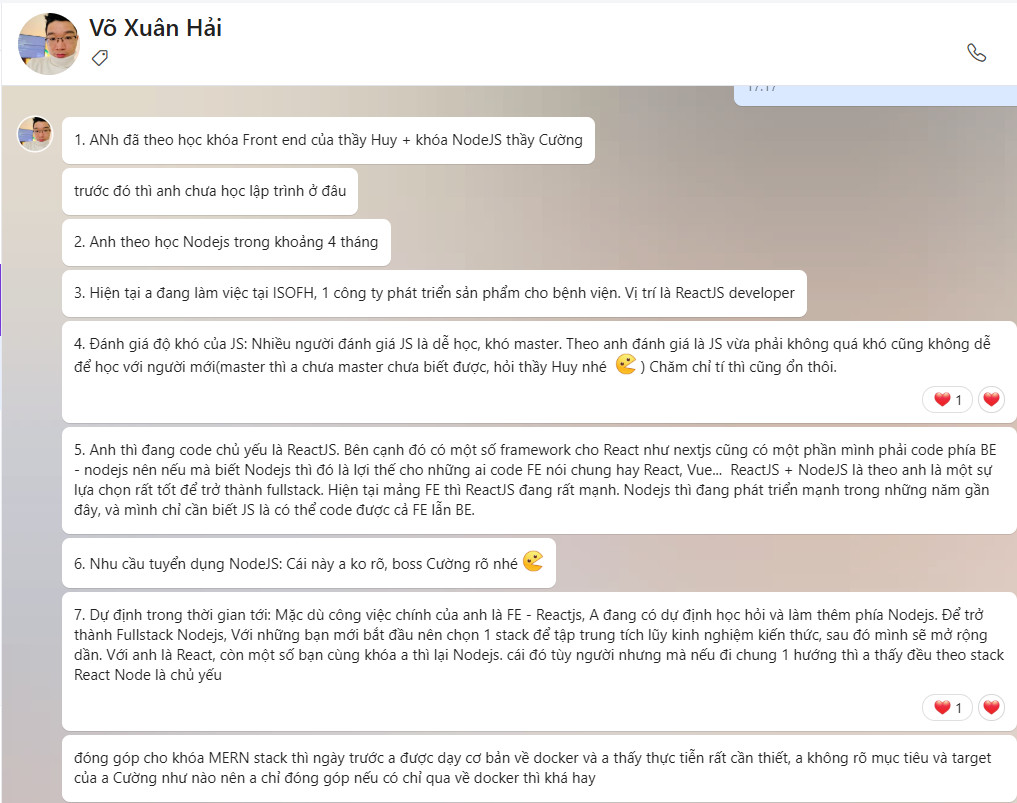 Võ Xuân Hải
17:17
1. ANh đã theo học khóa Front end của thầy Huy + khóa NodeJS thầy Cường
trước đó thì anh chưa học lập trình ở đâu
2. Anh theo học Nodejs trong khoảng 4 tháng
3. Hiện tại a đang làm việc tại ISOFH, 1 công ty phát triển sản phẩm cho bệnh viện. Vị trí là ReactJS developer
4. Đánh giá độ khó của JS: Nhiều người đánh giá JS là dễ học, khó master. Theo anh đánh giá là JS vừa phải không quá khó cũng không dễ
để học với người mới(master thì a chưa master chưa biết được, hỏi thầy Huy nhé ) Chăm chỉ tí thì cũng ổn thôi.
1
5. Anh thì đang code chủ yếu là ReactJS. Bên cạnh đó có một số framework cho React như nextjs cũng có một phần mình phải code phía BE
- nodejs nên nếu mà biết Nodejs thì đó là lợi thế cho những ai code FE nói chung hay React, Vue... ReactJS + NodeJS là theo anh là một sự
lựa chọn rất tốt để trở thành fullstack. Hiện tại mảng FE thì ReactJS đang rất mạnh. Nodejs thì đang phát triển mạnh trong những năm gần
đây, và mình chỉ cần biết JS là có thể code được cả FE lẫn BE.
6. Nhu cầu tuyển dụng NodeJS: Cái này a ko rõ, boss Cường rõ nhé
7. Dự định trong thời gian tới: Mặc dù công việc chính của anh là FE - Reactjs, A đang có dự định học hỏi và làm thêm phía Nodejs. Để trở
thành Fullstack Nodejs, Với những bạn mới bắt đầu nên chọn 1 stack để tập trung tích lũy kinh nghiệm kiến thức, sau đó mình sẽ mở rộng
dần. Với anh là React, còn một số bạn cùng khóa a thì lại Nodejs. cái đó tùy người nhưng mà nếu đi chung 1 hướng thì a thấy đều theo stack
React Node là chủ yếu
1
đóng góp cho khóa MERN stack thì ngày trước a được dạy cơ bản về docker và a thấy thực tiễn rất cần thiết, a không rõ mục tiêu và target
của a Cường như nào nên a chỉ đóng góp nếu có chỉ qua về docker thì khá hay